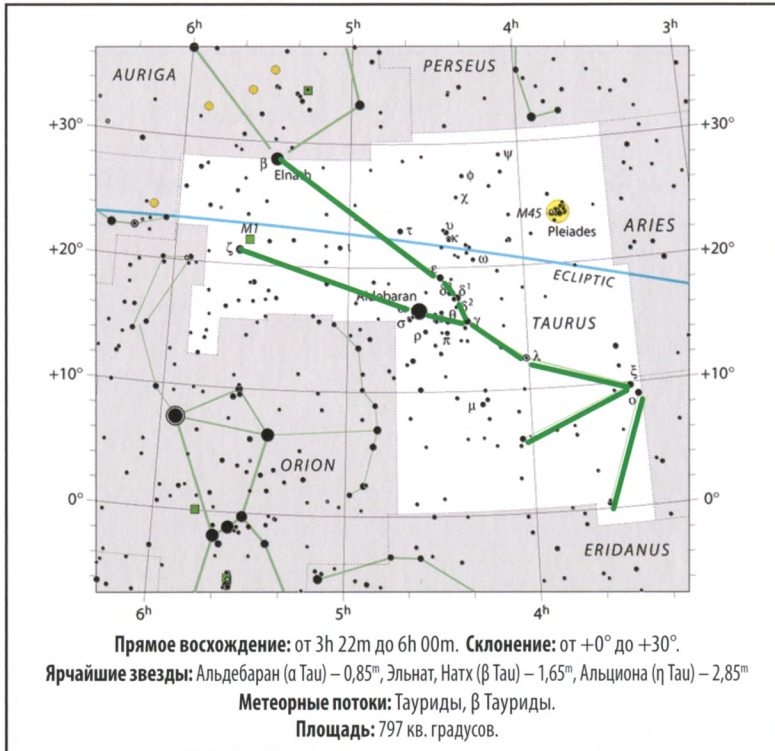 6h 5h 4h 3h
AURIGA
PERSEUS
+30° +30°
β
Elnath
ψ
φ
χ
M45
Pleiades
ARIES
M1
ζ
ι
τ
υ
κ
ω
+20° +20°
ECLIPTIC
ε
δ³ δ¹
δ²
Aldebaran
α
σ
θ
γ
ρ
π
TAURUS
λ
+10° +10°
ξ
ο
μ
ORION
0° 0°
ERIDANUS
6h 5h 4h
Прямое восхождение: от 3h 22m до 6h 00m. Склонение: от +0° до +30°.
Ярчайшие звезды: Альдебаран (α Tau) – 0,85ᵐ, Эльнат, Натх (β Tau) – 1,65ᵐ, Альциона (η Tau) – 2,85ᵐ
Метеорные потоки: Тауриды, β Тауриды.
Площадь: 797 кв. градусов.